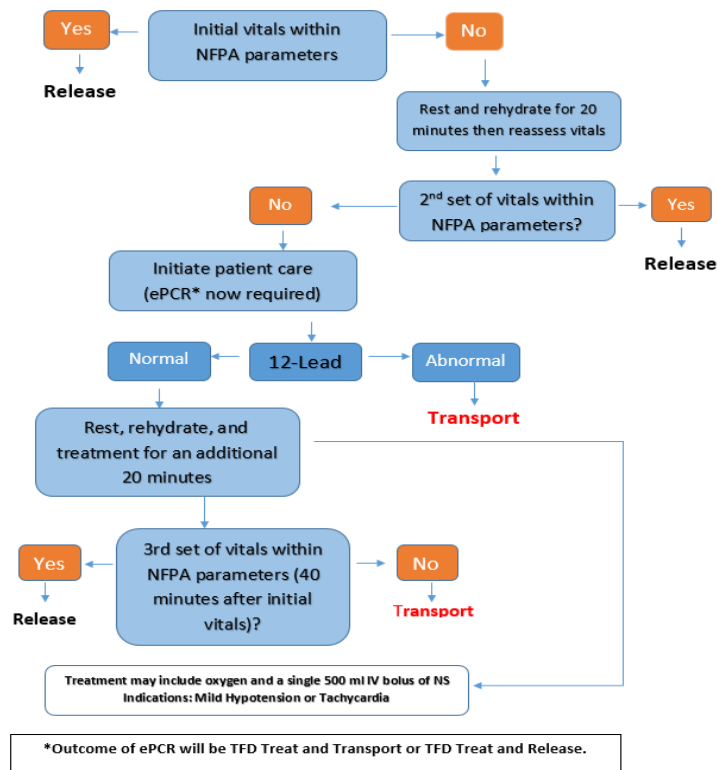 Yes
Initial vitals within
NFPA parameters
No
Release
Rest and rehydrate for 20
minutes then reassess vitals
No
2nd set of vitals within
NFPA parameters?
Yes
Release
Initiate patient care
(ePCR* now required)
Normal
12-Lead
Abnormal
Transport
Rest, rehydrate, and
treatment for an additional
20 minutes
Yes
3rd set of vitals within
NFPA parameters (40
minutes after initial
vitals)?
No
Release
Transport
Treatment may include oxygen and a single 500 ml IV bolus of NS
Indications: Mild Hypotension or Tachycardia
*Outcome of ePCR will be TFD Treat and Transport or TFD Treat and Release.